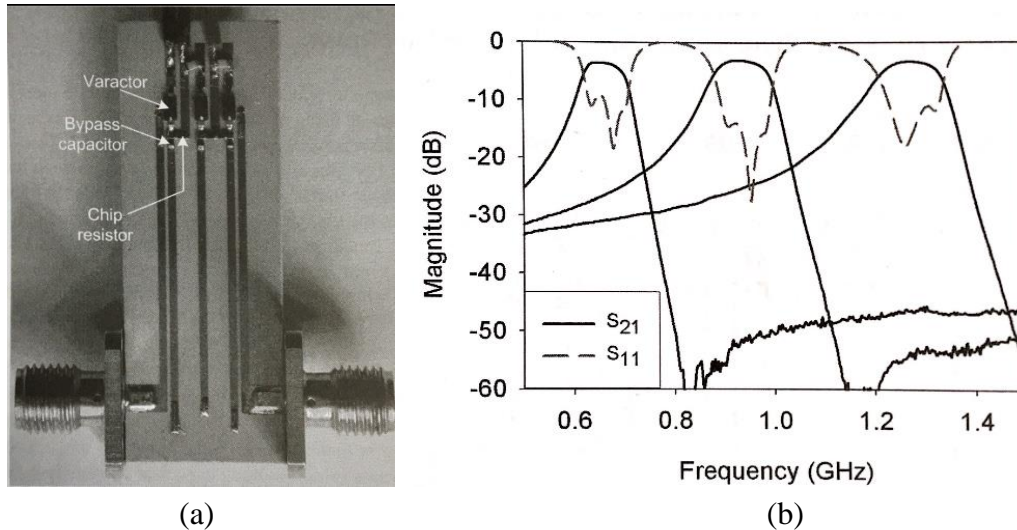 Varactor
Bypass
capacitor
Chip
resistor
(a)
0
-10
-20
-30
-40
-50
-60
Magnitude (dB)
S21
S11
0.6
0.8
1.0
1.2
1.4
Frequency (GHz)
(b)